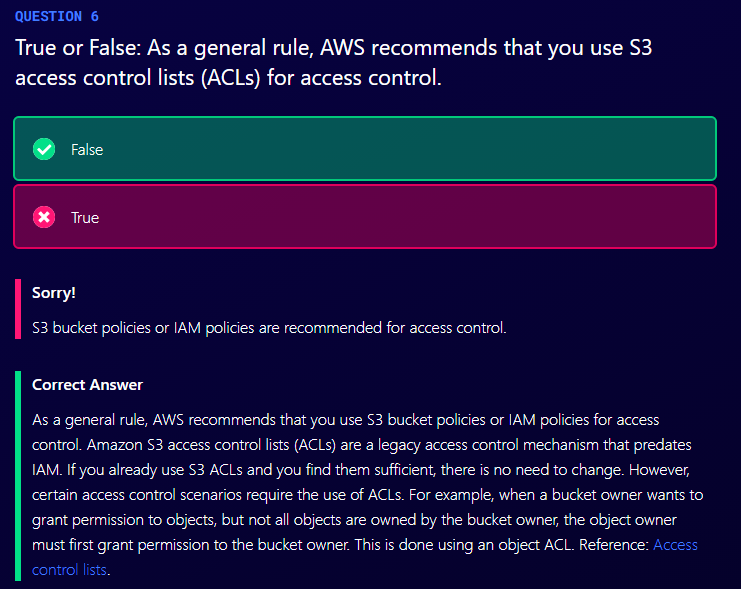 QUESTION 6
True or False: As a general rule, AWS recommends that you use S3
access control lists (ACLs) for access control.
False
True
Sorry!
S3 bucket policies or IAM policies are recommended for access control.
Correct Answer
As a general rule, AWS recommends that you use S3 bucket policies or IAM policies for access
control. Amazon S3 access control lists (ACLs) are a legacy access control mechanism that predates
IAM. If you already use S3 ACLs and you find them sufficient, there is no need to change. However,
certain access control scenarios require the use of ACLs. For example, when a bucket owner wants to
grant permission to objects, but not all objects are owned by the bucket owner, the object owner
must first grant permission to the bucket owner. This is done using an object ACL. Reference: Access
control lists.